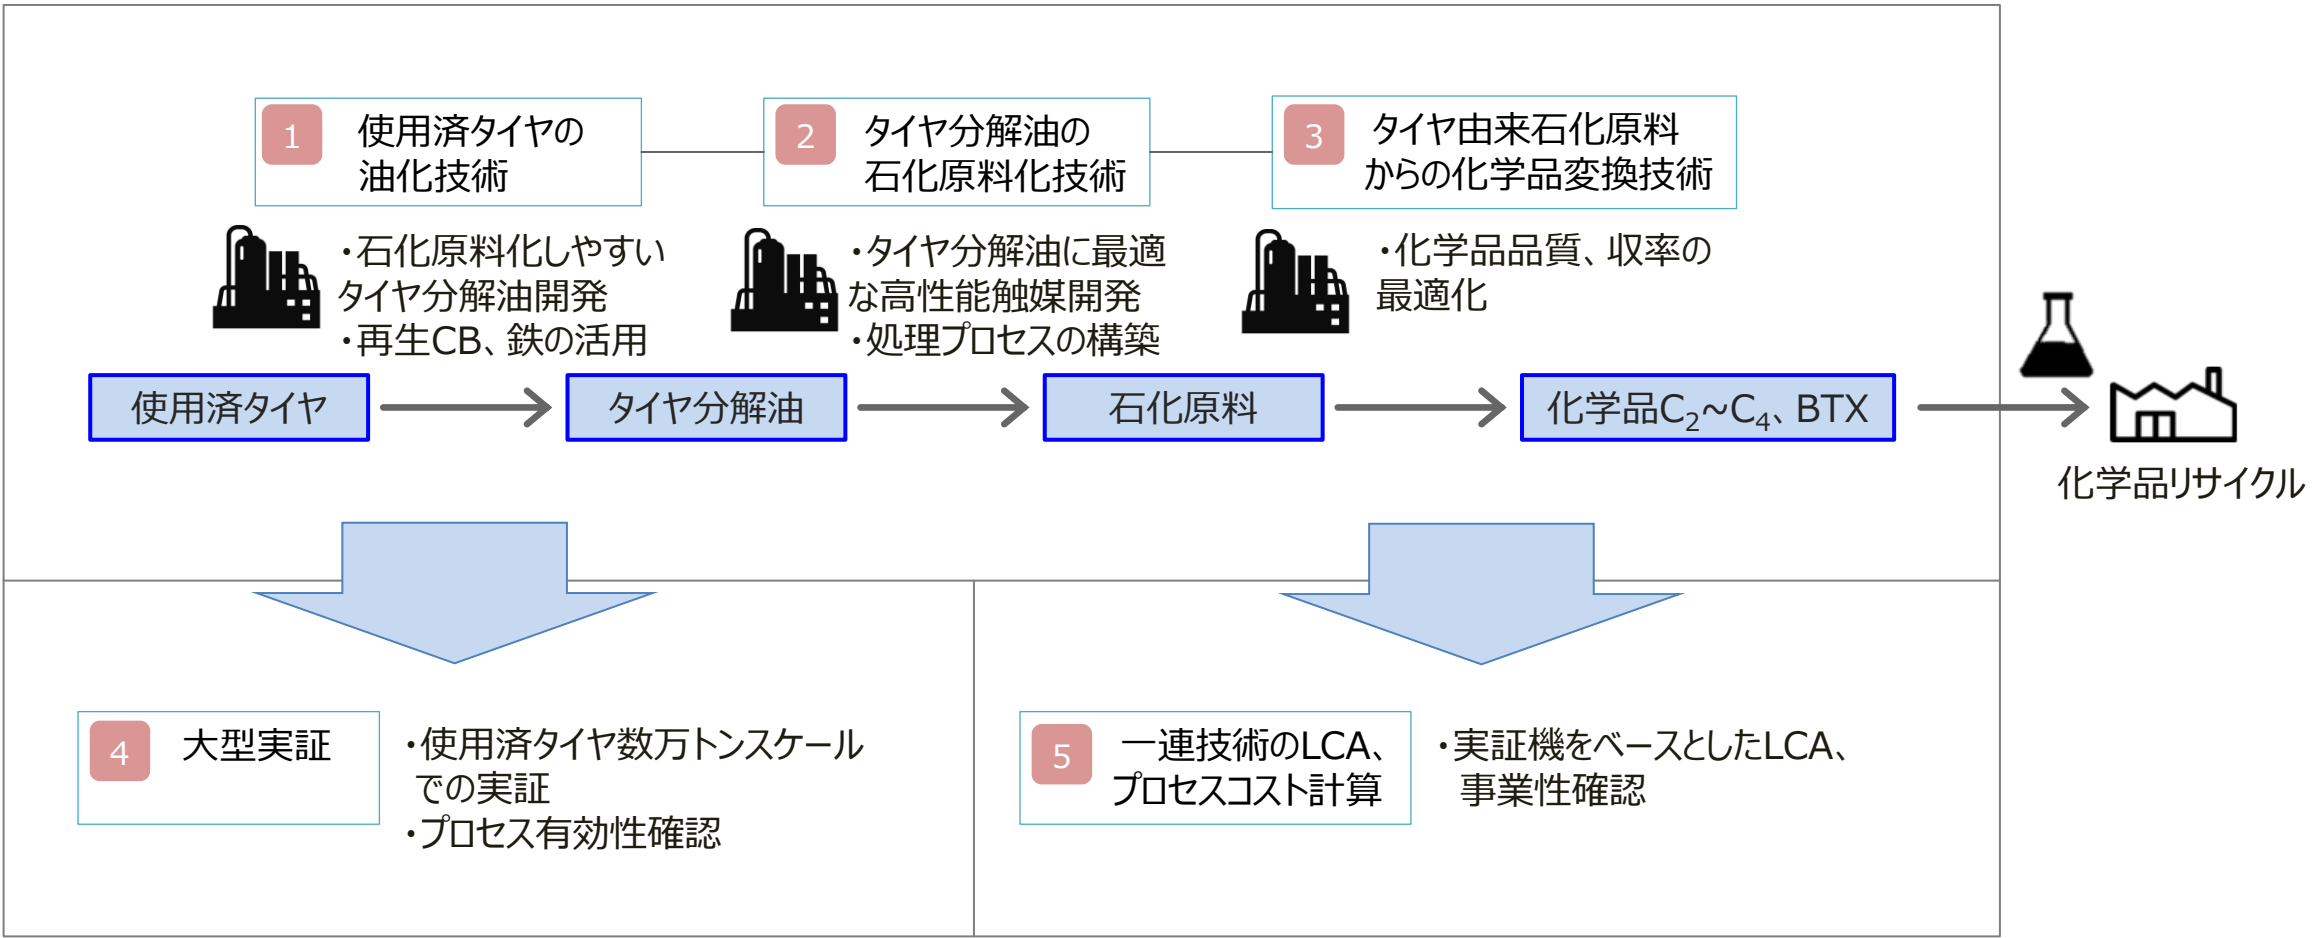 1
使用済タイヤの
油化技術
2
タイヤ分解油の
石化原料化技術
3
タイヤ由来石化原料
からの化学品変換技術
・石化原料化しやすい
タイヤ分解油開発
・再生CB、鉄の活用
・タイヤ分解油に最適
な高性能触媒開発
・処理プロセスの構築
・化学品品質、収率の
最適化
使用済タイヤ
タイヤ分解油
石化原料
化学品C₂~C₄、BTX
化学品リサイクル
4
大型実証
・使用済タイヤ数万トンスケール
での実証
・プロセス有効性確認
5
一連技術のLCA、
プロセスコスト計算
・実証機をベースとしたLCA、
事業性確認